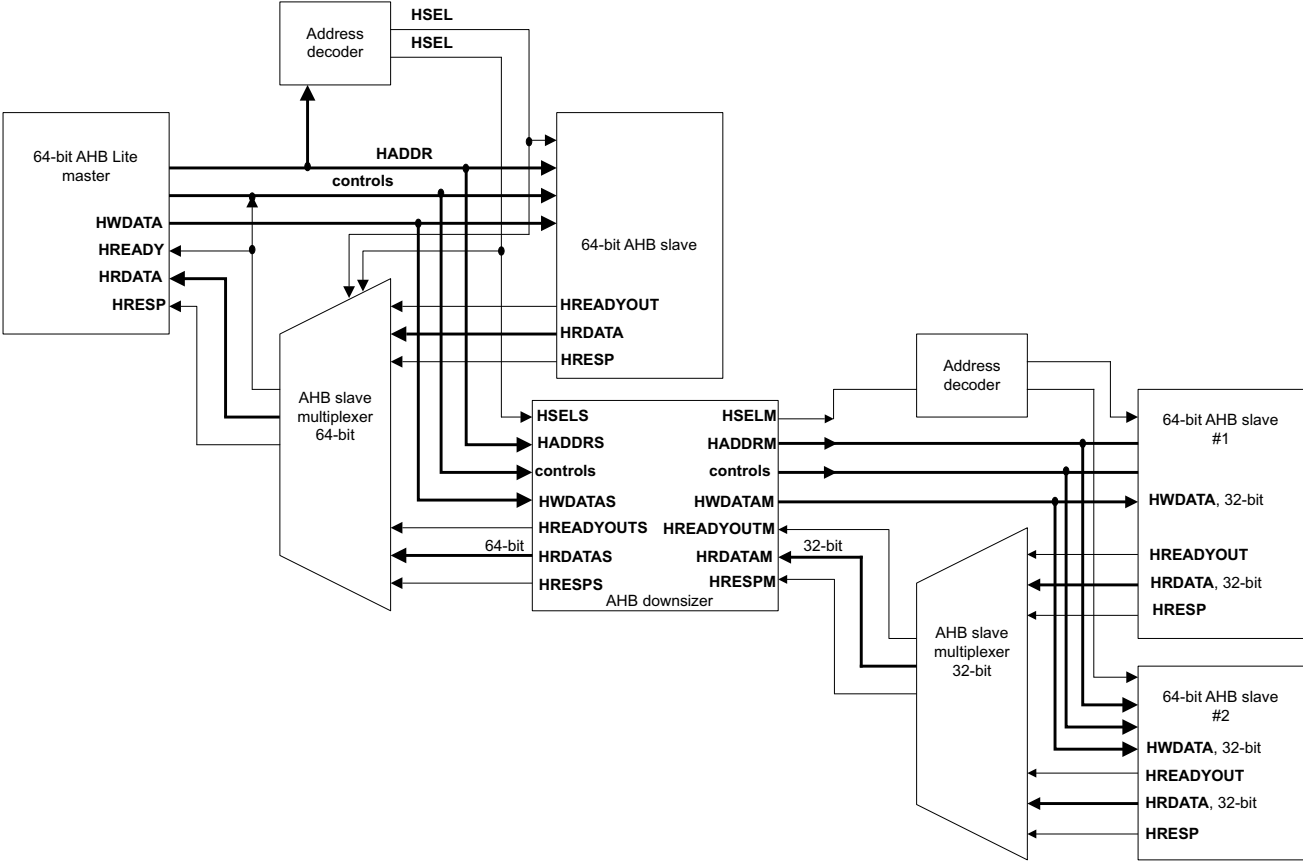 HSEL
Address
decoder
HSEL
64-bit AHB Lite
master
HADDR
controls
HWDATA
HREADY
HRDATA
HRESP
64-bit AHB slave
HREADYOUT
HRDATA
HRESP
AHB slave
multiplexer
64-bit
Address
decoder
HSELS
HADDRS
controls
HWDATAS
HREADYOUTS
64-bit
HRDATAS
HRESPS
HSELM
HADDRM
controls
HWDATAM
HREADYOUTM
HRDATAM
32-bit
HRESPM
AHB downsizer
64-bit AHB slave
#1
HWDATA, 32-bit
HREADYOUT
HRDATA, 32-bit
HRESP
AHB slave
multiplexer
32-bit
64-bit AHB slave
#2
HWDATA, 32-bit
HREADYOUT
HRDATA, 32-bit
HRESP